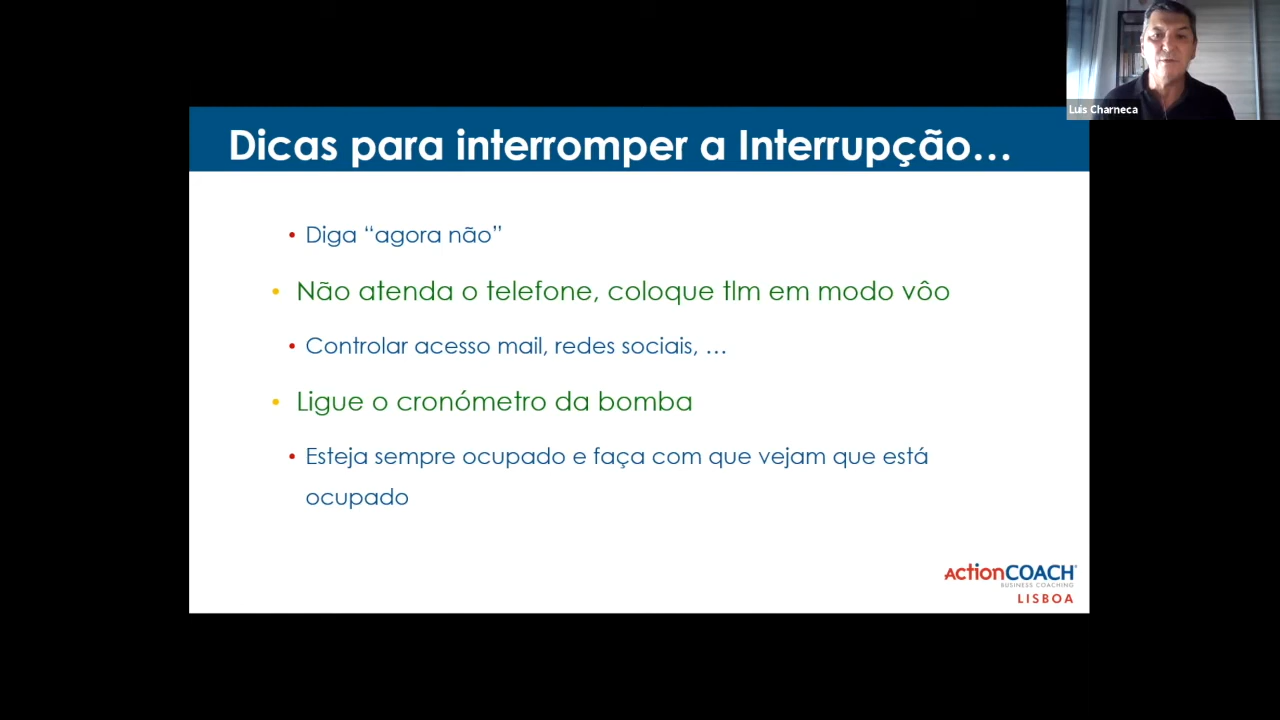 Luis Charneca
Dicas para interromper a Interrupção...
• Diga “agora não”
• Não atenda o telefone, coloque tlm em modo vôo
• Controlar acesso mail, redes sociais, …
• Ligue o cronómetro da bomba
• Esteja sempre ocupado e faça com que vejam que está
ocupado
ActionCOACH
BUSINESS COACHING
LISBOA